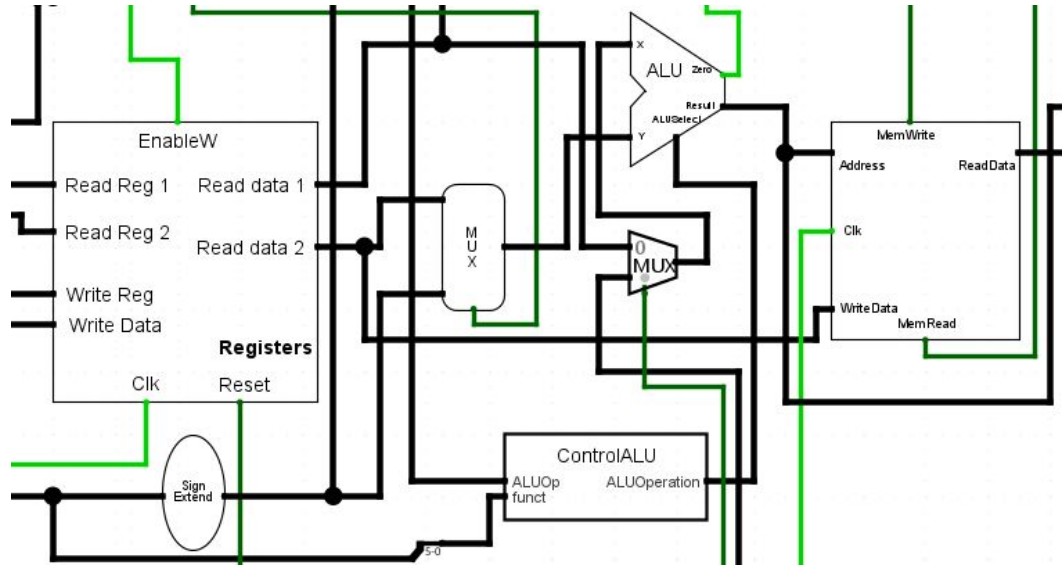 EnableW
Read Reg 1
Read data 1
Read Reg 2
Read data 2
Write Reg
Write Data
Registers
Clk
Reset
M
U
X
X
ALU
Zero
Result
ALUSelect
Y
0
MUX
MemWrite
Address
ReadData
Clk
WriteData
MemRead
Sign
Extend
ControlALU
ALUOp
ALUOperation
funct
5-0